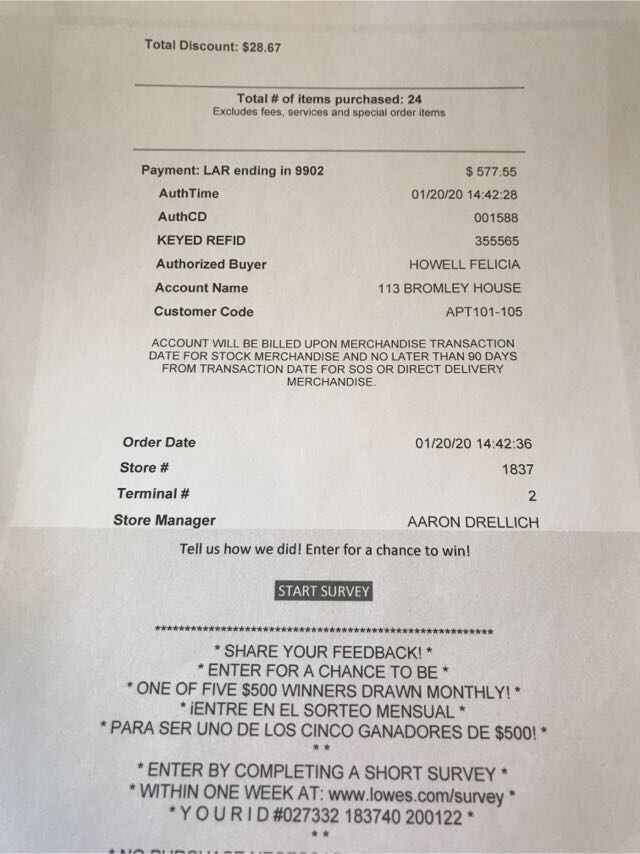 Total Discount: $28.67
Total # of items purchased: 24
Excludes fees, services and special order items
Payment: LAR ending in 9902 $ 577.55
AuthTime 01/20/20 14:42:28
AuthCD 001588
KEYED REFID 355565
Authorized Buyer HOWELL FELICIA
Account Name 113 BROMLEY HOUSE
Customer Code APT101-105
ACCOUNT WILL BE BILLED UPON MERCHANDISE TRANSACTION
DATE FOR STOCK MERCHANDISE AND NO LATER THAN 90 DAYS
FROM TRANSACTION DATE FOR SOS OR DIRECT DELIVERY
MERCHANDISE.
Order Date 01/20/20 14:42:36
Store # 1837
Terminal # 2
Store Manager AARON DRELLICH
Tell us how we did! Enter for a chance to win!
START SURVEY
*******************************************************
* SHARE YOUR FEEDBACK! *
* ENTER FOR A CHANCE TO BE *
* ONE OF FIVE $500 WINNERS DRAWN MONTHLY! *
* ¡ENTRE EN EL SORTEO MENSUAL *
* PARA SER UNO DE LOS CINCO GANADORES DE $500! *
* *
* ENTER BY COMPLETING A SHORT SURVEY *
* WITHIN ONE WEEK AT: www.lowes.com/survey *
* Y O U R I D #027332 183740 200122 *
* *